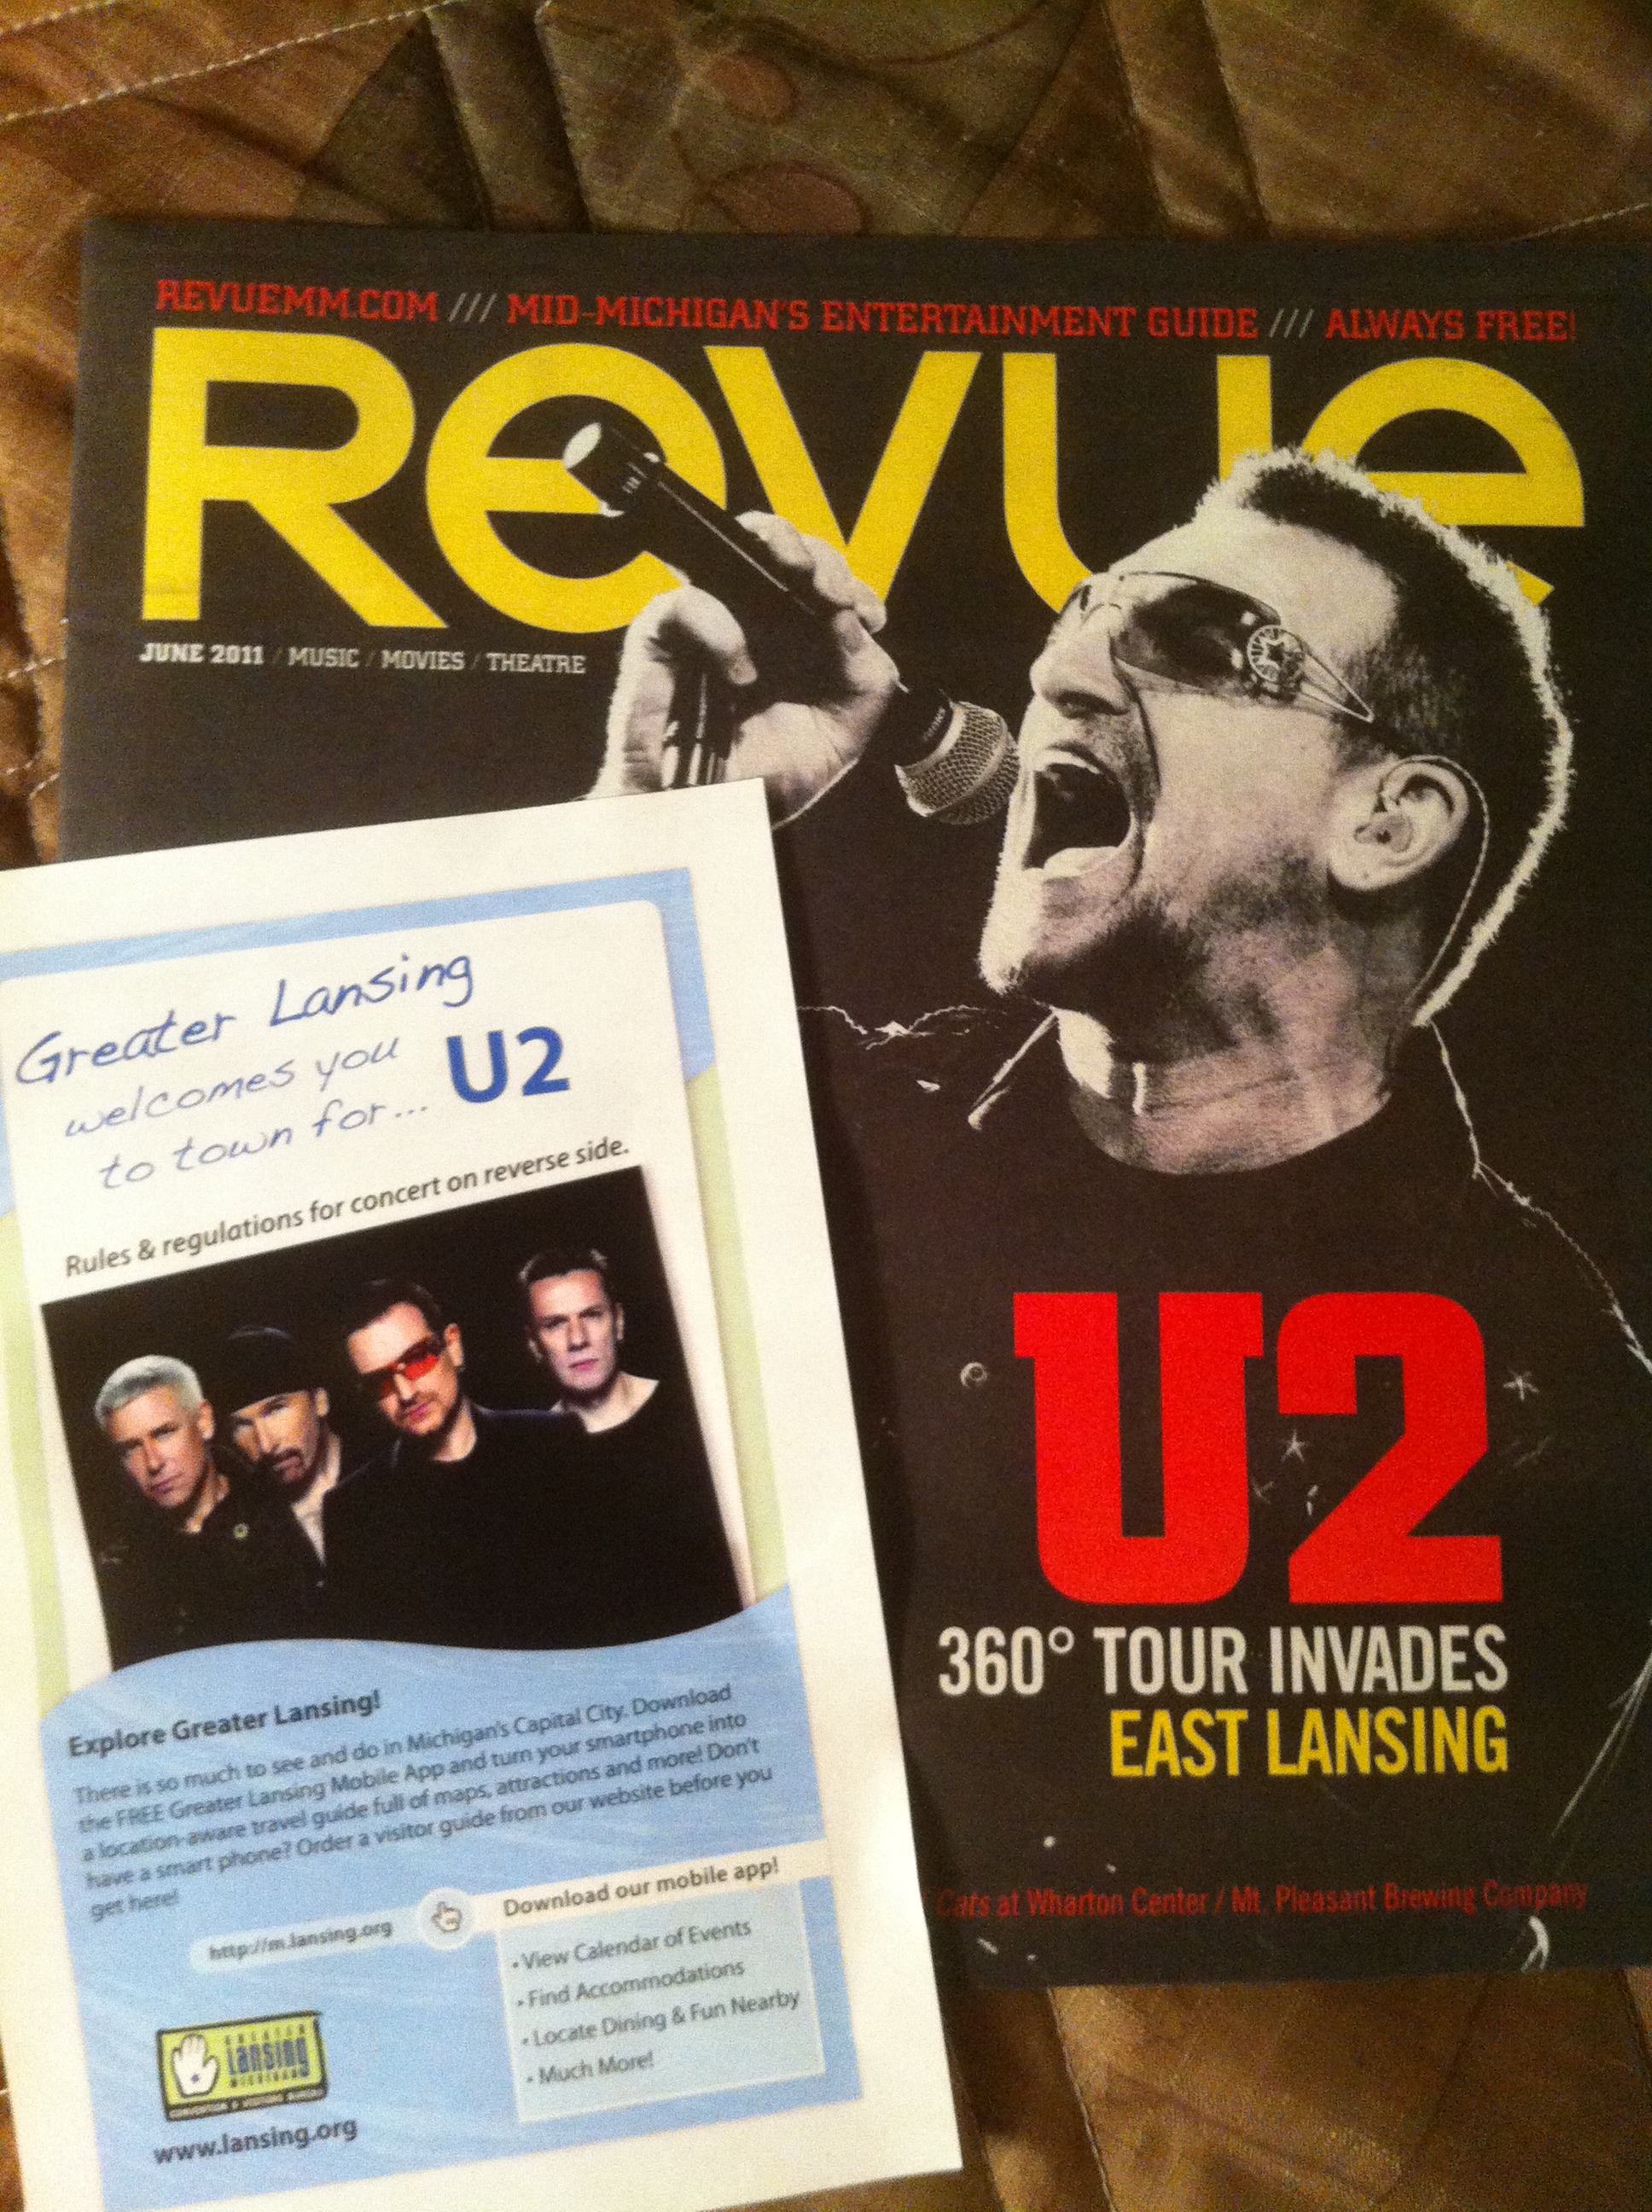 REVUEMM.COM /// MID-MICHIGAN'S ENTERTAINMENT GUIDE /// ALWAYS FREE!
Revue
JUNE 2011 / MUSIC / MOVIES / THEATRE
U2
360° TOUR INVADES
EAST LANSING
Cats at Wharton Center / Mt. Pleasant Brewing Company
Greater Lansing
welcomes you
to town for... U2
Rules & regulations for concert on reverse side.
Explore Greater Lansing!
There is so much to see and do in Michigan's Capital City. Download
the FREE Greater Lansing Mobile App and turn your smartphone into
a location-aware travel guide full of maps, attractions and more! Don't
have a smart phone? Order a visitor guide from our website before you
get here!
http://m.lansing.org
Download our mobile app!
• View Calendar of Events
• Find Accommodations
• Locate Dining & Fun Nearby
• Much More!
GREATER
Lansing
MICHIGAN
www.lansing.org